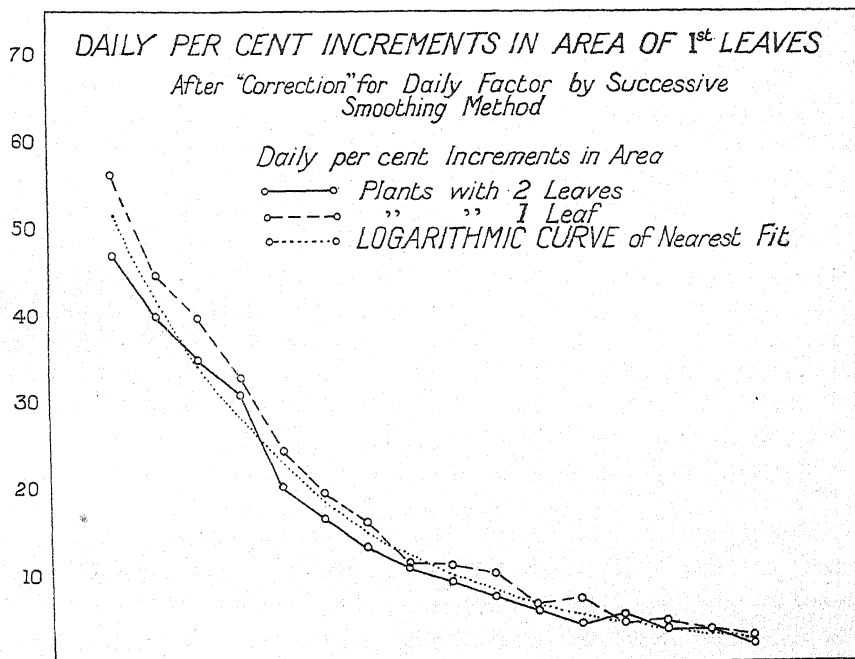 DAILY PER CENT INCREMENTS IN AREA OF 1st LEAVES
After "Correction" for Daily Factor by Successive
Smoothing Method
Daily per cent Increments in Area
Plants with 2 Leaves
" " 1 Leaf
LOGARITHMIC CURVE of Nearest Fit
70
60
50
40
30
20
10